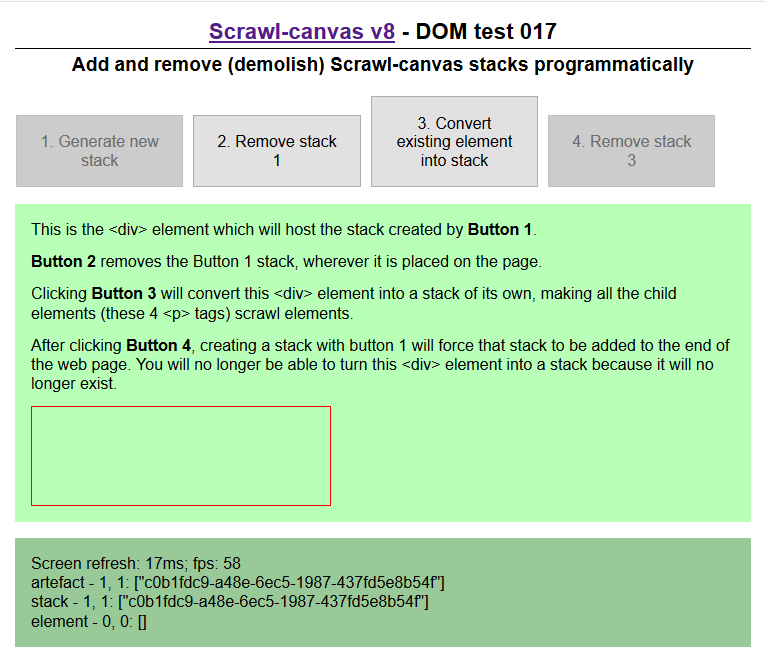 Scrawl-canvas v8 - DOM test 017
Add and remove (demolish) Scrawl-canvas stacks programmatically
1. Generate new
stack
2. Remove stack
1
3. Convert
existing element
into stack
4. Remove stack
3
This is the <div> element which will host the stack created by Button 1.
Button 2 removes the Button 1 stack, wherever it is placed on the page.
Clicking Button 3 will convert this <div> element into a stack of its own, making all the child
elements (these 4 <p> tags) scrawl elements.
After clicking Button 4, creating a stack with button 1 will force that stack to be added to the end of
the web page. You will no longer be able to turn this <div> element into a stack because it will no
longer exist.
Screen refresh: 17ms; fps: 58
artefact - 1, 1: ["c0b1fdc9-a48e-6ec5-1987-437fd5e8b54f"]
stack - 1, 1: ["c0b1fdc9-a48e-6ec5-1987-437fd5e8b54f"]
element - 0, 0: []